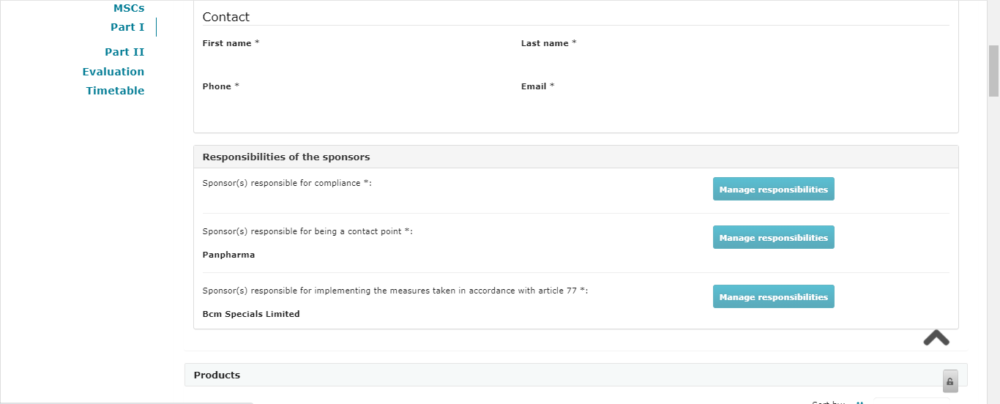 MSCs
Part I
Part II
Evaluation
Timetable
Contact
First name *
Last name *
Phone *
Email *
Responsibilities of the sponsors
Sponsor(s) responsible for compliance *:
Manage responsibilities
Sponsor(s) responsible for being a contact point *:
Manage responsibilities
Panpharma
Sponsor(s) responsible for implementing the measures taken in accordance with article 77 *:
Manage responsibilities
Bcm Specials Limited
Products
Sort by: